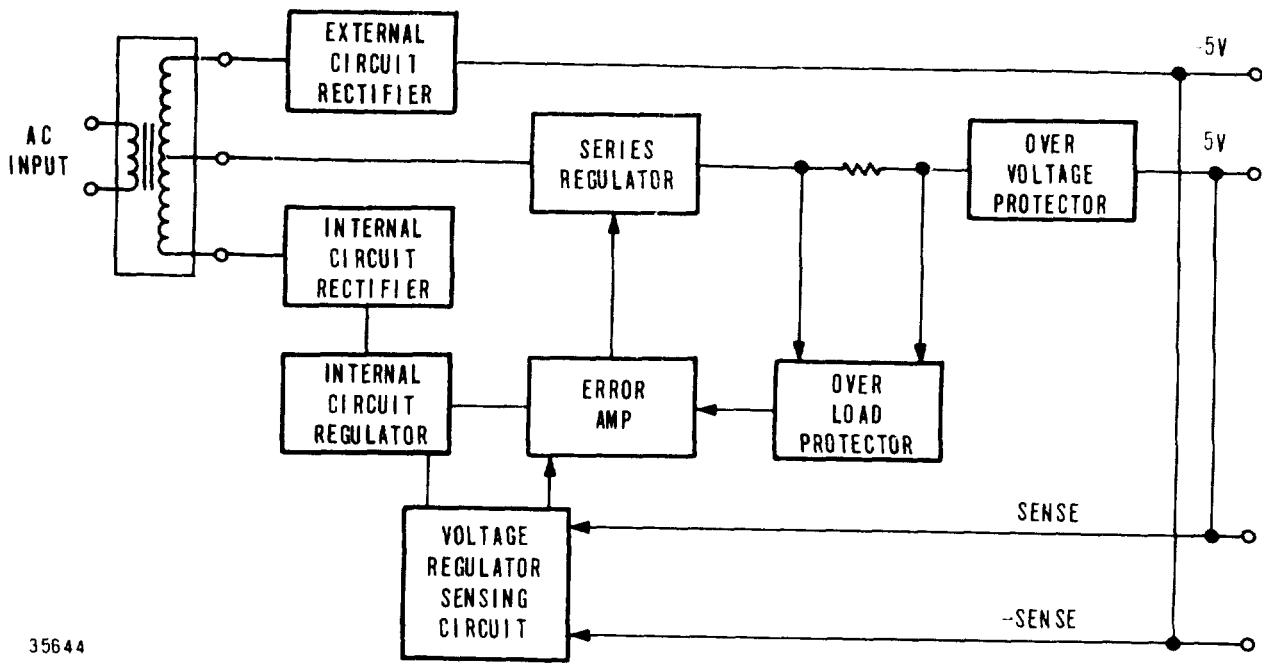 EXTERNAL
CIRCUIT
RECTIFIER
-5V
AC
INPUT
SERIES
REGULATOR
OVER
VOLTAGE
PROTECTOR
5V
INTERNAL
CIRCUIT
RECTIFIER
INTERNAL
CIRCUIT
REGULATOR
ERROR
AMP
OVER
LOAD
PROTECTOR
VOLTAGE
REGULATOR
SENSING
CIRCUIT
SENSE
-SENSE
35644